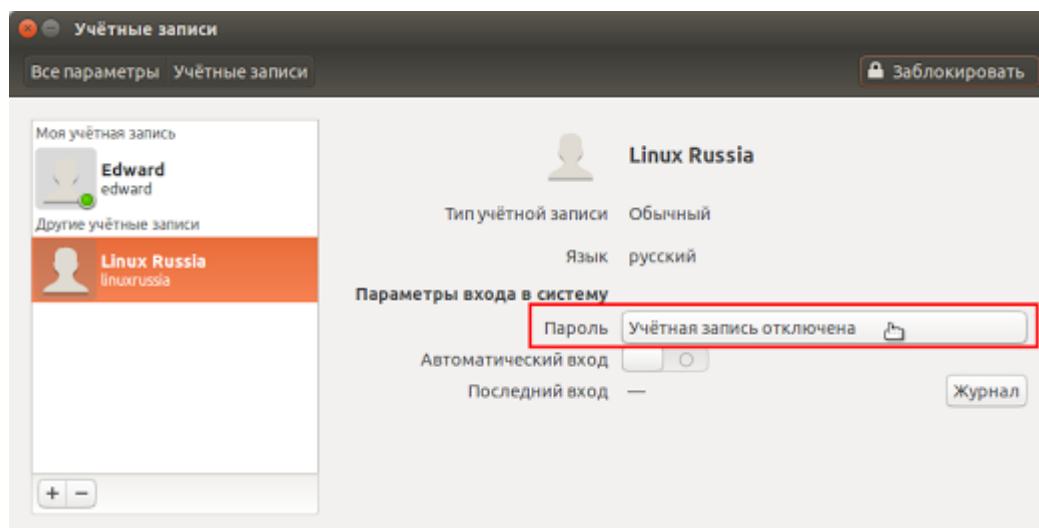 Учётные записи
Все параметры Учётные записи
Заблокировать
Моя учётная запись
Edward
edward
Другие учётные записи
Linux Russia
linuxrussia
Linux Russia
Тип учётной записи Обычный
Язык русский
Параметры входа в систему
Пароль Учётная запись отключена
Автоматический вход
Последний вход —
Журнал
+ −